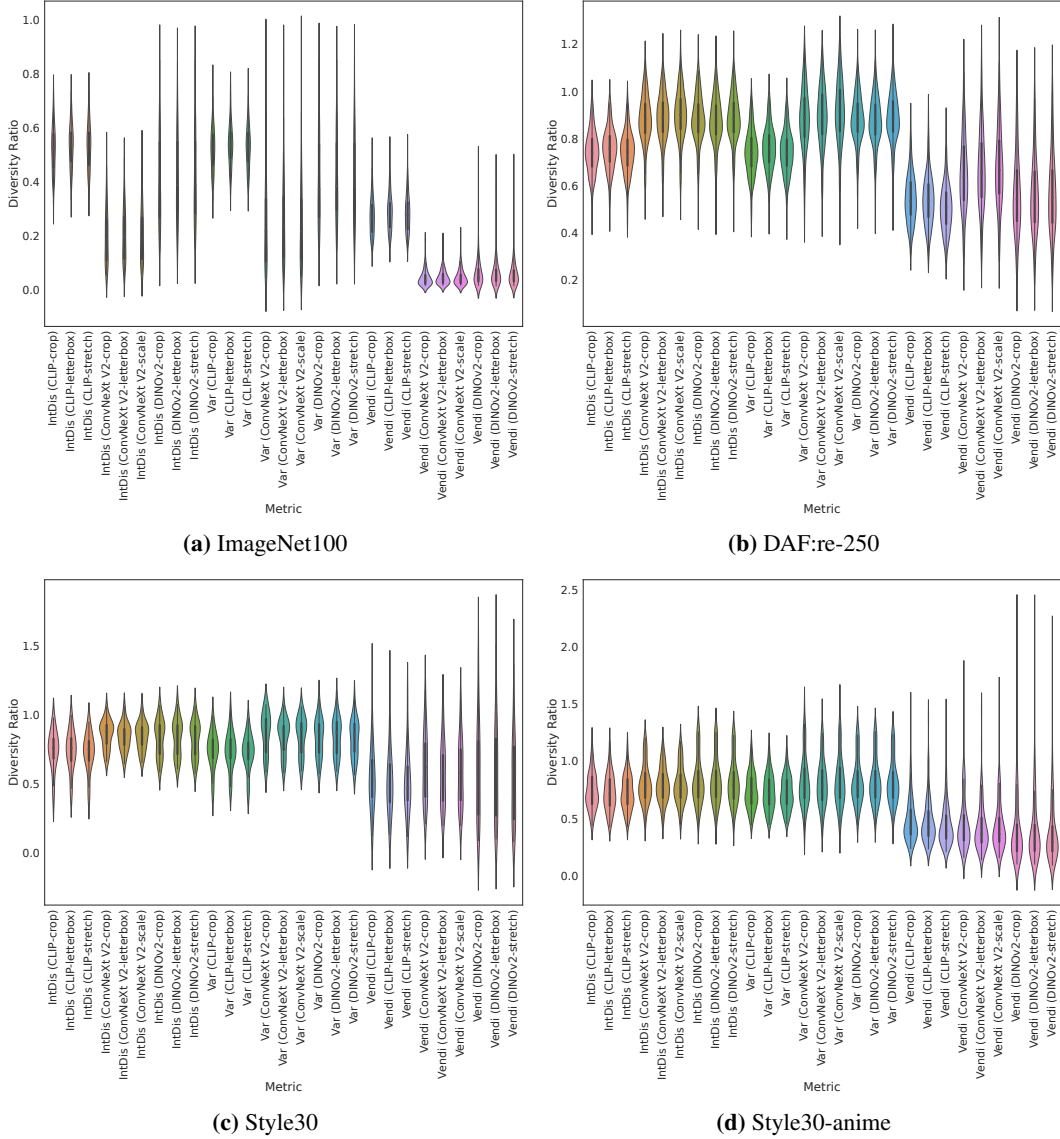 1.0
0.8
0.6
0.4
0.2
0.0
Diversity Ratio
IntDis (CLIP-crop)
IntDis (CLIP-letterbox)
IntDis (CLIP-stretch)
IntDis (ConvNeXt V2-crop)
IntDis (ConvNeXt V2-letterbox)
IntDis (ConvNeXt V2-scale)
IntDis (DINOv2-crop)
IntDis (DINOv2-letterbox)
IntDis (DINOv2-stretch)
Var (CLIP-crop)
Var (CLIP-letterbox)
Var (CLIP-stretch)
Var (ConvNeXt V2-crop)
Var (ConvNeXt V2-letterbox)
Var (ConvNeXt V2-scale)
Var (DINOv2-crop)
Var (DINOv2-letterbox)
Var (DINOv2-stretch)
Vendi (CLIP-crop)
Vendi (CLIP-letterbox)
Vendi (CLIP-stretch)
Vendi (ConvNeXt V2-crop)
Vendi (ConvNeXt V2-letterbox)
Vendi (ConvNeXt V2-scale)
Vendi (DINOv2-crop)
Vendi (DINOv2-letterbox)
Vendi (DINOv2-stretch)
Metric
(a) ImageNet100
1.2
1.0
0.8
0.6
0.4
0.2
Diversity Ratio
IntDis (CLIP-crop)
IntDis (CLIP-letterbox)
IntDis (CLIP-stretch)
IntDis (ConvNeXt V2-crop)
IntDis (ConvNeXt V2-letterbox)
IntDis (ConvNeXt V2-scale)
IntDis (DINOv2-crop)
IntDis (DINOv2-letterbox)
IntDis (DINOv2-stretch)
Var (CLIP-crop)
Var (CLIP-letterbox)
Var (CLIP-stretch)
Var (ConvNeXt V2-crop)
Var (ConvNeXt V2-letterbox)
Var (ConvNeXt V2-scale)
Var (DINOv2-crop)
Var (DINOv2-letterbox)
Var (DINOv2-stretch)
Vendi (CLIP-crop)
Vendi (CLIP-letterbox)
Vendi (CLIP-stretch)
Vendi (ConvNeXt V2-crop)
Vendi (ConvNeXt V2-letterbox)
Vendi (ConvNeXt V2-scale)
Vendi (DINOv2-crop)
Vendi (DINOv2-letterbox)
Vendi (DINOv2-stretch)
Metric
(b) DAF:re-250
1.5
1.0
0.5
0.0
Diversity Ratio
IntDis (CLIP-crop)
IntDis (CLIP-letterbox)
IntDis (CLIP-stretch)
IntDis (ConvNeXt V2-crop)
IntDis (ConvNeXt V2-letterbox)
IntDis (ConvNeXt V2-scale)
IntDis (DINOv2-crop)
IntDis (DINOv2-letterbox)
IntDis (DINOv2-stretch)
Var (CLIP-crop)
Var (CLIP-letterbox)
Var (CLIP-stretch)
Var (ConvNeXt V2-crop)
Var (ConvNeXt V2-letterbox)
Var (ConvNeXt V2-scale)
Var (DINOv2-crop)
Var (DINOv2-letterbox)
Var (DINOv2-stretch)
Vendi (CLIP-crop)
Vendi (CLIP-letterbox)
Vendi (CLIP-stretch)
Vendi (ConvNeXt V2-crop)
Vendi (ConvNeXt V2-letterbox)
Vendi (ConvNeXt V2-scale)
Vendi (DINOv2-crop)
Vendi (DINOv2-letterbox)
Vendi (DINOv2-stretch)
Metric
(c) Style30
2.5
2.0
1.5
1.0
0.5
0.0
Diversity Ratio
IntDis (CLIP-crop)
IntDis (CLIP-letterbox)
IntDis (CLIP-stretch)
IntDis (ConvNeXt V2-crop)
IntDis (ConvNeXt V2-letterbox)
IntDis (ConvNeXt V2-scale)
IntDis (DINOv2-crop)
IntDis (DINOv2-letterbox)
IntDis (DINOv2-stretch)
Var (CLIP-crop)
Var (CLIP-letterbox)
Var (CLIP-stretch)
Var (ConvNeXt V2-crop)
Var (ConvNeXt V2-letterbox)
Var (ConvNeXt V2-scale)
Var (DINOv2-crop)
Var (DINOv2-letterbox)
Var (DINOv2-stretch)
Vendi (CLIP-crop)
Vendi (CLIP-letterbox)
Vendi (CLIP-stretch)
Vendi (ConvNeXt V2-crop)
Vendi (ConvNeXt V2-letterbox)
Vendi (ConvNeXt V2-scale)
Vendi (DINOv2-crop)
Vendi (DINOv2-letterbox)
Vendi (DINOv2-stretch)
Metric
(d) Style30-anime